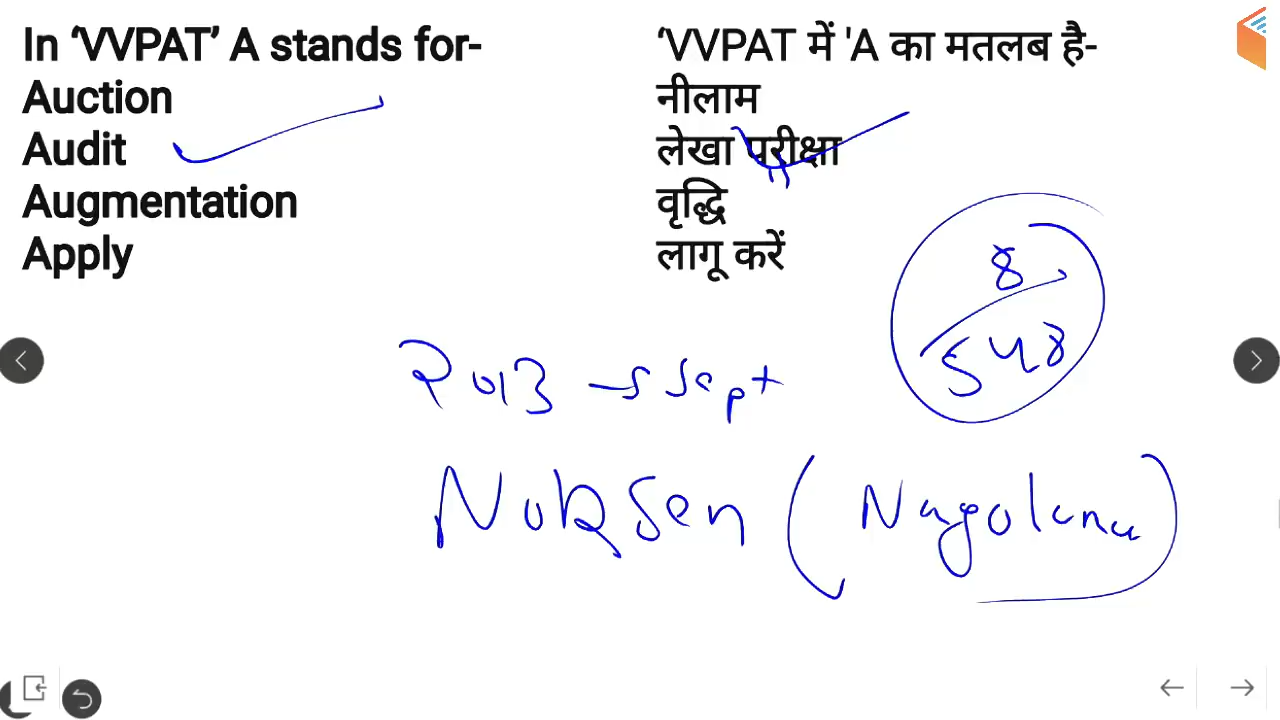 In ‘VVPAT’ A stands for-
Auction
Audit
Augmentation
Apply
‘VVPAT में 'A का मतलब है-
नीलाम
लेखा परीक्षा
वृद्धि
लागू करें
8
548
2013 → Sept
Noksen (Nagaland)